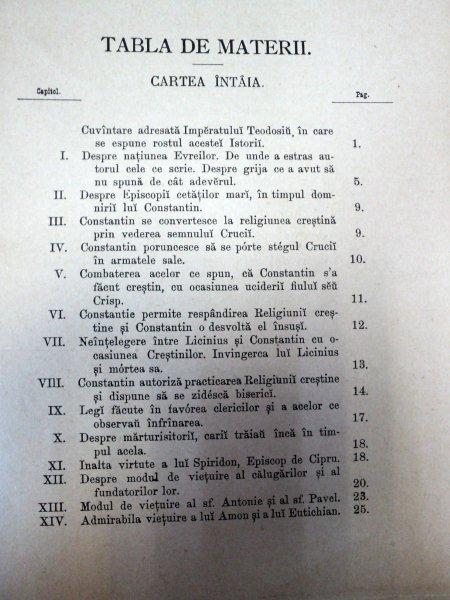 TABLA DE MATERII.
CARTEA ÎNTÂIA.
Capitol. Pag.
Cuvîntare adresată Impĕratuluĭ Teodosiŭ, în care
se espune rostul acesteĭ Istoriĭ. 1.
I. Despre națiunea Evreilor. De unde a estras au-
torul cele ce scrie. Despre grija ce a avut să
nu spună de cât adevĕrul. 5.
II. Despre Episcopiĭ cetăților marĭ, în timpul dom-
niriĭ luĭ Constantin. 9.
III. Constantin se convertesce la religiunea creștină
prin vederea semnuluĭ Cruciĭ. 9.
IV. Constantin poruncesce să se pórte stégul Cruciĭ
în armatele sale. 10.
V. Combaterea acelor ce spun, că Constantin s'a
făcut creștin, cu ocasiunea uciderii fiuluĭ sĕŭ
Crisp. 11.
VI. Constantie permite respândirea Religiuniĭ creș-
tine și Constantin o desvoltă el însușĭ. 12.
VII. Neînțelegere între Licinius și Constantin cu o-
casiunea Creștinilor. Invingerca luĭ Licinius
și mórtea sa. 13.
VIII. Constantin autoriză practicarea Religiuniĭ creștine
și dispune să se zidéscă bisericĭ. 14.
IX. Legĭ făcute în favórea clericilor și a acelor ce
observaŭ înfrînarea. 17.
X. Despre mărturisitoriĭ, cariĭ trăiaŭ încă în tim-
pul acela. 18.
XI. Inalta virtute a luĭ Spiridon, Episcop de Cipru. 18.
XII. Despre modul de viețuire al călugărilor și al
fundatorilor lor. 20.
XIII. Modul de viețuire al sf. Antonie și al sf. Pavel. 23.
XIV. Admirabila viețuire a luĭ Amon și a luĭ Eutichian. 25.